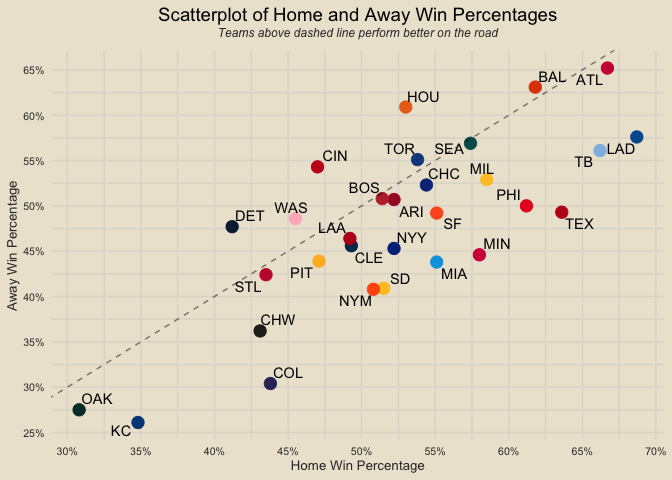 Scatterplot of Home and Away Win Percentages
Teams above dashed line perform better on the road
65%
60%
55%
50%
45%
40%
35%
30%
25%
Away Win Percentage
BAL
ATL
HOU
TOR
SEA
LAD
TB
CIN
CHC
MIL
BOS
PHI
WAS
DET
ARI
SF
TEX
LAA
NYY
MIN
CLE
PIT
MIA
STL
SD
NYM
CHW
COL
OAK
KC
30%
35%
40%
45%
50%
55%
60%
65%
70%
Home Win Percentage